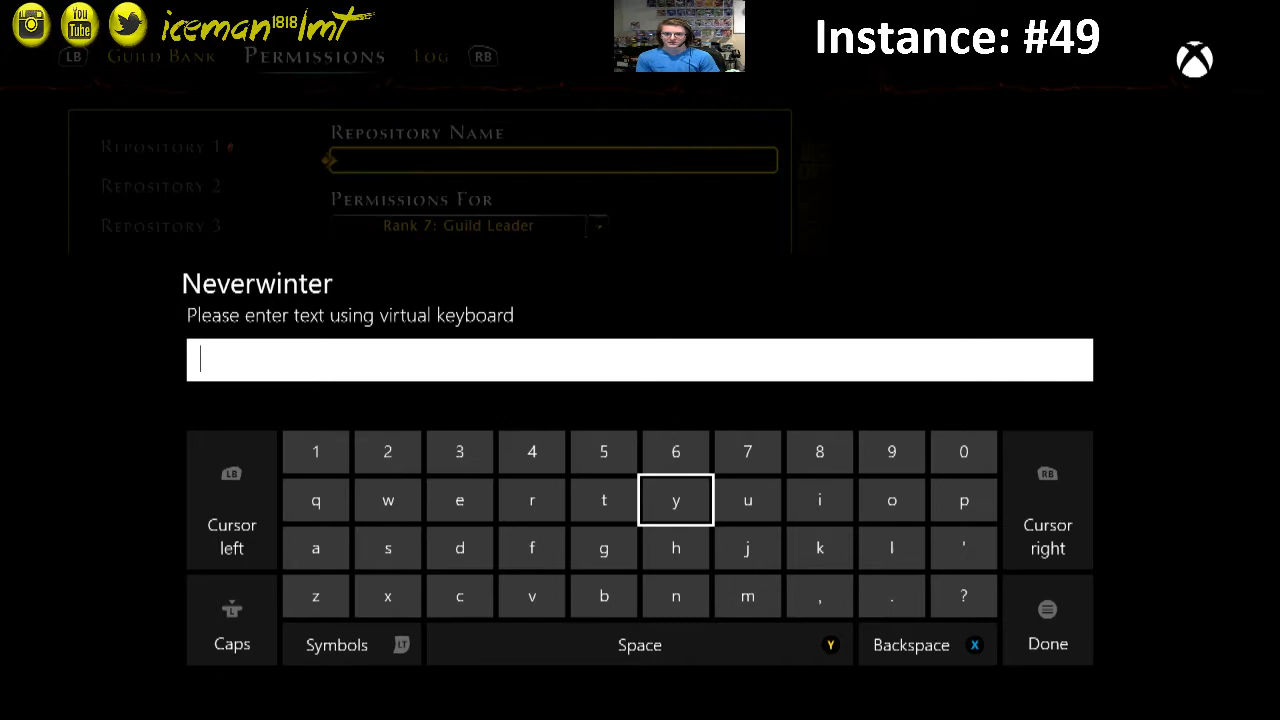 You Tube iceman1818lmt
Instance: #49
LB Guild Bank Permissions Log RB
Repository 1
Repository 2
Repository 3
Repository Name
Permissions For
Rank 7: Guild Leader
Neverwinter
Please enter text using virtual keyboard
1 2 3 4 5 6 7 8 9 0
LB Cursor left
q w e r t y u i o p
RB Cursor right
a s d f g h j k l '
L Caps
z x c v b n m , . ?
Done
Symbols LT Space Y Backspace X